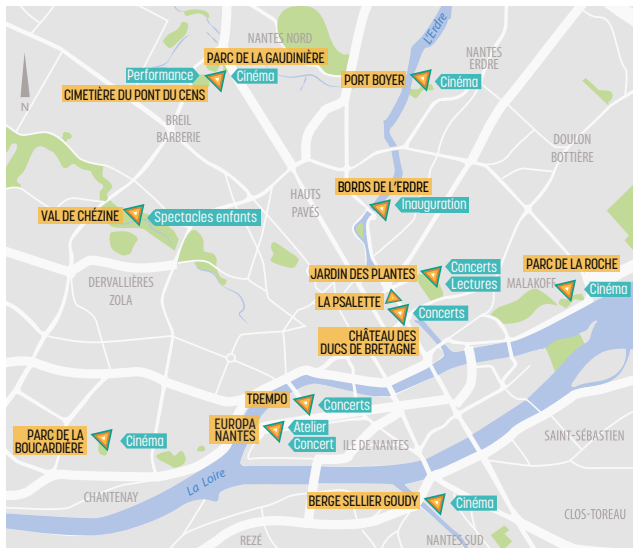 NANTES NORD
L'Erdre
PARC DE LA GAUDINIÈRE
NANTES
ERDRE
Performance
Cinéma
PORT BOYER
Cinéma
CIMETIÈRE DU PONT DU CENS
N
BREIL
BARBERIE
DOULON
BOTTIÈRE
BORDS DE L'ERDRE
HAUTS
PAVÉS
Inauguration
VAL DE CHÉZINE
Spectacles enfants
JARDIN DES PLANTES
Concerts
Lectures
PARC DE LA ROCHE
MALAKOFF
Cinéma
DERVALLIÈRES
ZOLA
LA PSALETTE
Concerts
CHÂTEAU DES
DUCS DE BRETAGNE
TREMPO
Concerts
EUROPA
NANTES
Atelier
Concert
PARC DE LA
BOUCARDIÈRE
Cinéma
ILE DE NANTES
SAINT-SÉBASTIEN
La Loire
CHANTENAY
BERGE SELLIER GOUDY
Cinéma
CLOS-TOREAU
REZÉ
NANTES SUD